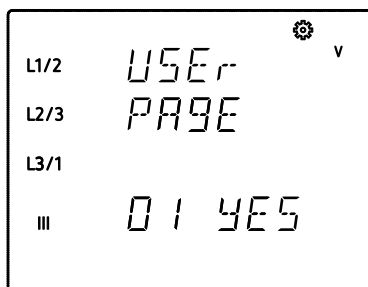 V
L1/2 USEr
L2/3 PAgE
L3/1
III 01 YES